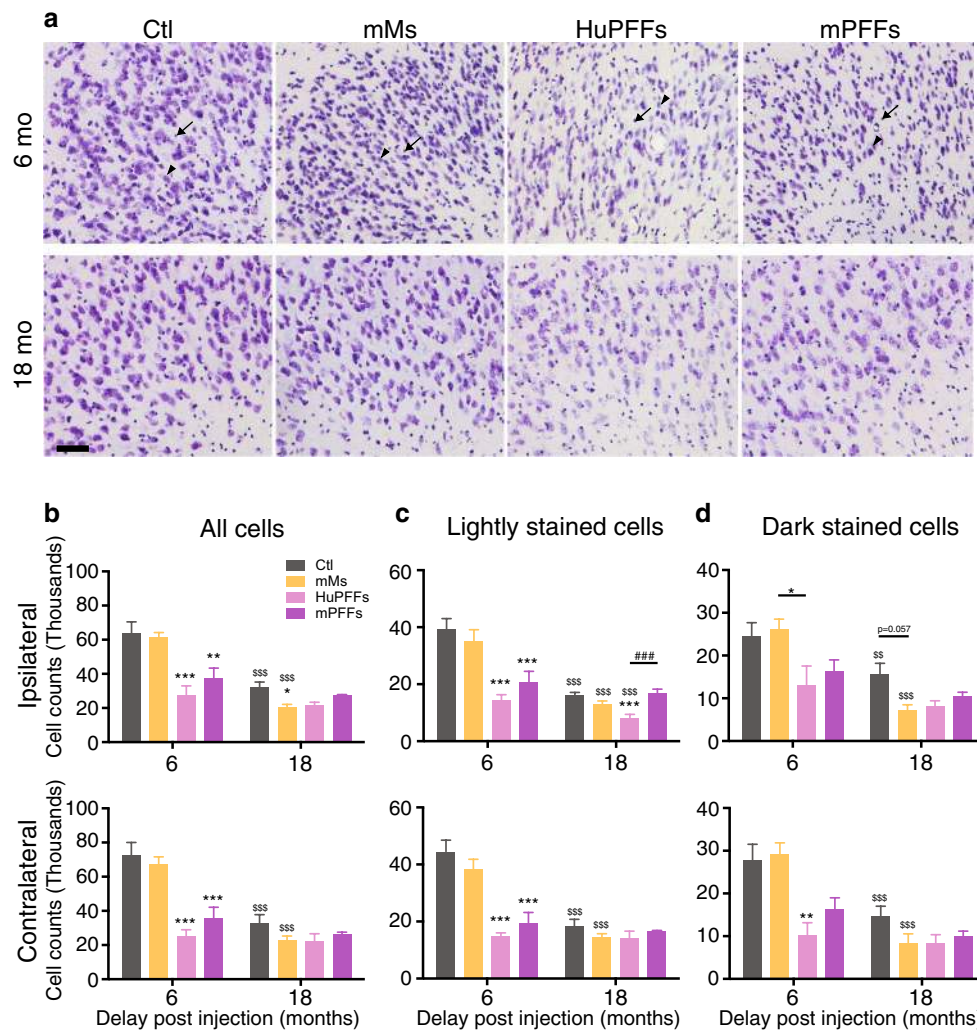 a
Ctl mMs HuPFFs mPFFs
6 mo
18 mo
b All cells
c Lightly stained cells
d Dark stained cells
Ctl
mMs
HuPFFs
mPFFs
Ipsilateral
Cell counts (Thousands)
100
80
60
40
20
0
*** ** $$$ $$$ *
6 18
60
40
20
0
*** *** $$$ $$$ $$$ *** ###
6 18
40
30
20
10
0
* $$ p=0.057 $$$
6 18
Contralateral
Cell counts (Thousands)
100
80
60
40
20
0
*** *** $$$ $$$
6 18
Delay post injection (months)
60
40
20
0
*** *** $$$ $$$
6 18
Delay post injection (months)
40
30
20
10
0
** $$$ $$$
6 18
Delay post injection (months)